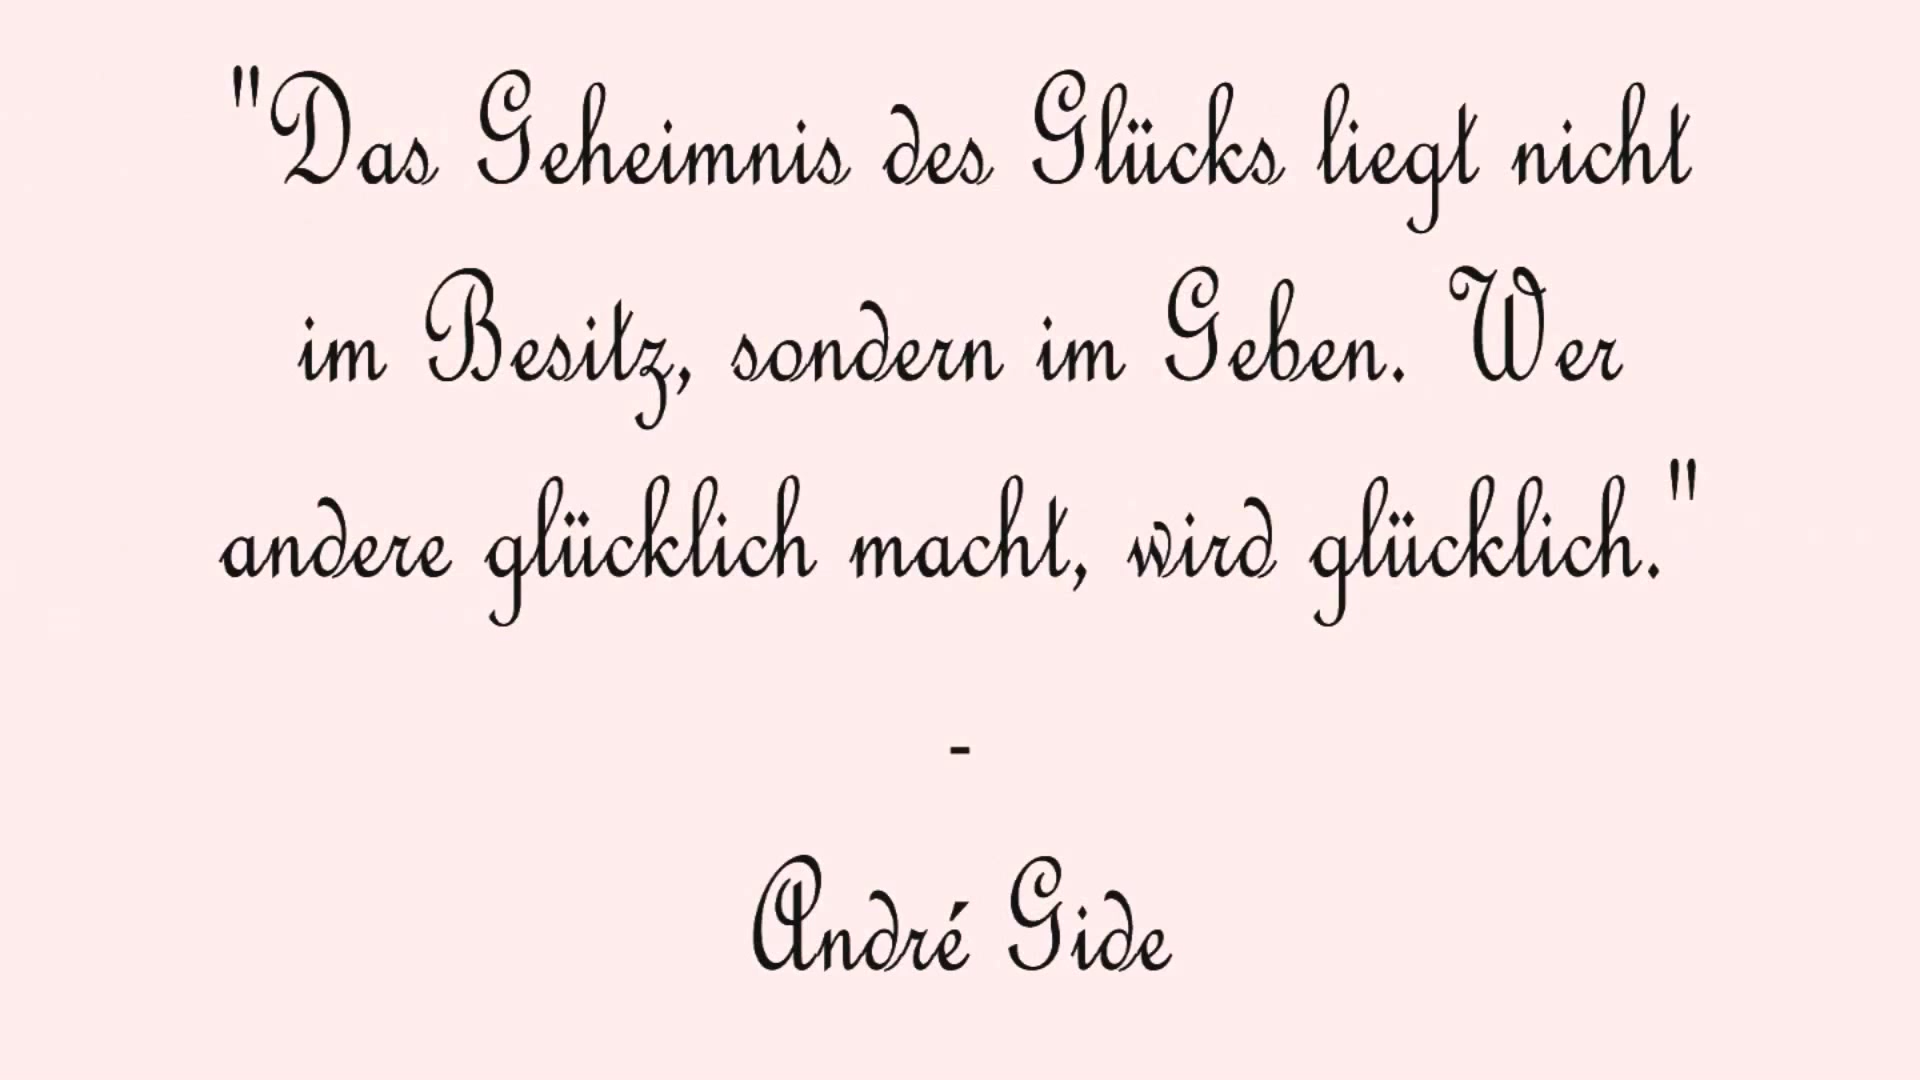 "Das Geheimnis des Glücks liegt nicht
im Besitz, sondern im Geben. Wer
andere glücklich macht, wird glücklich."
-
André Gide